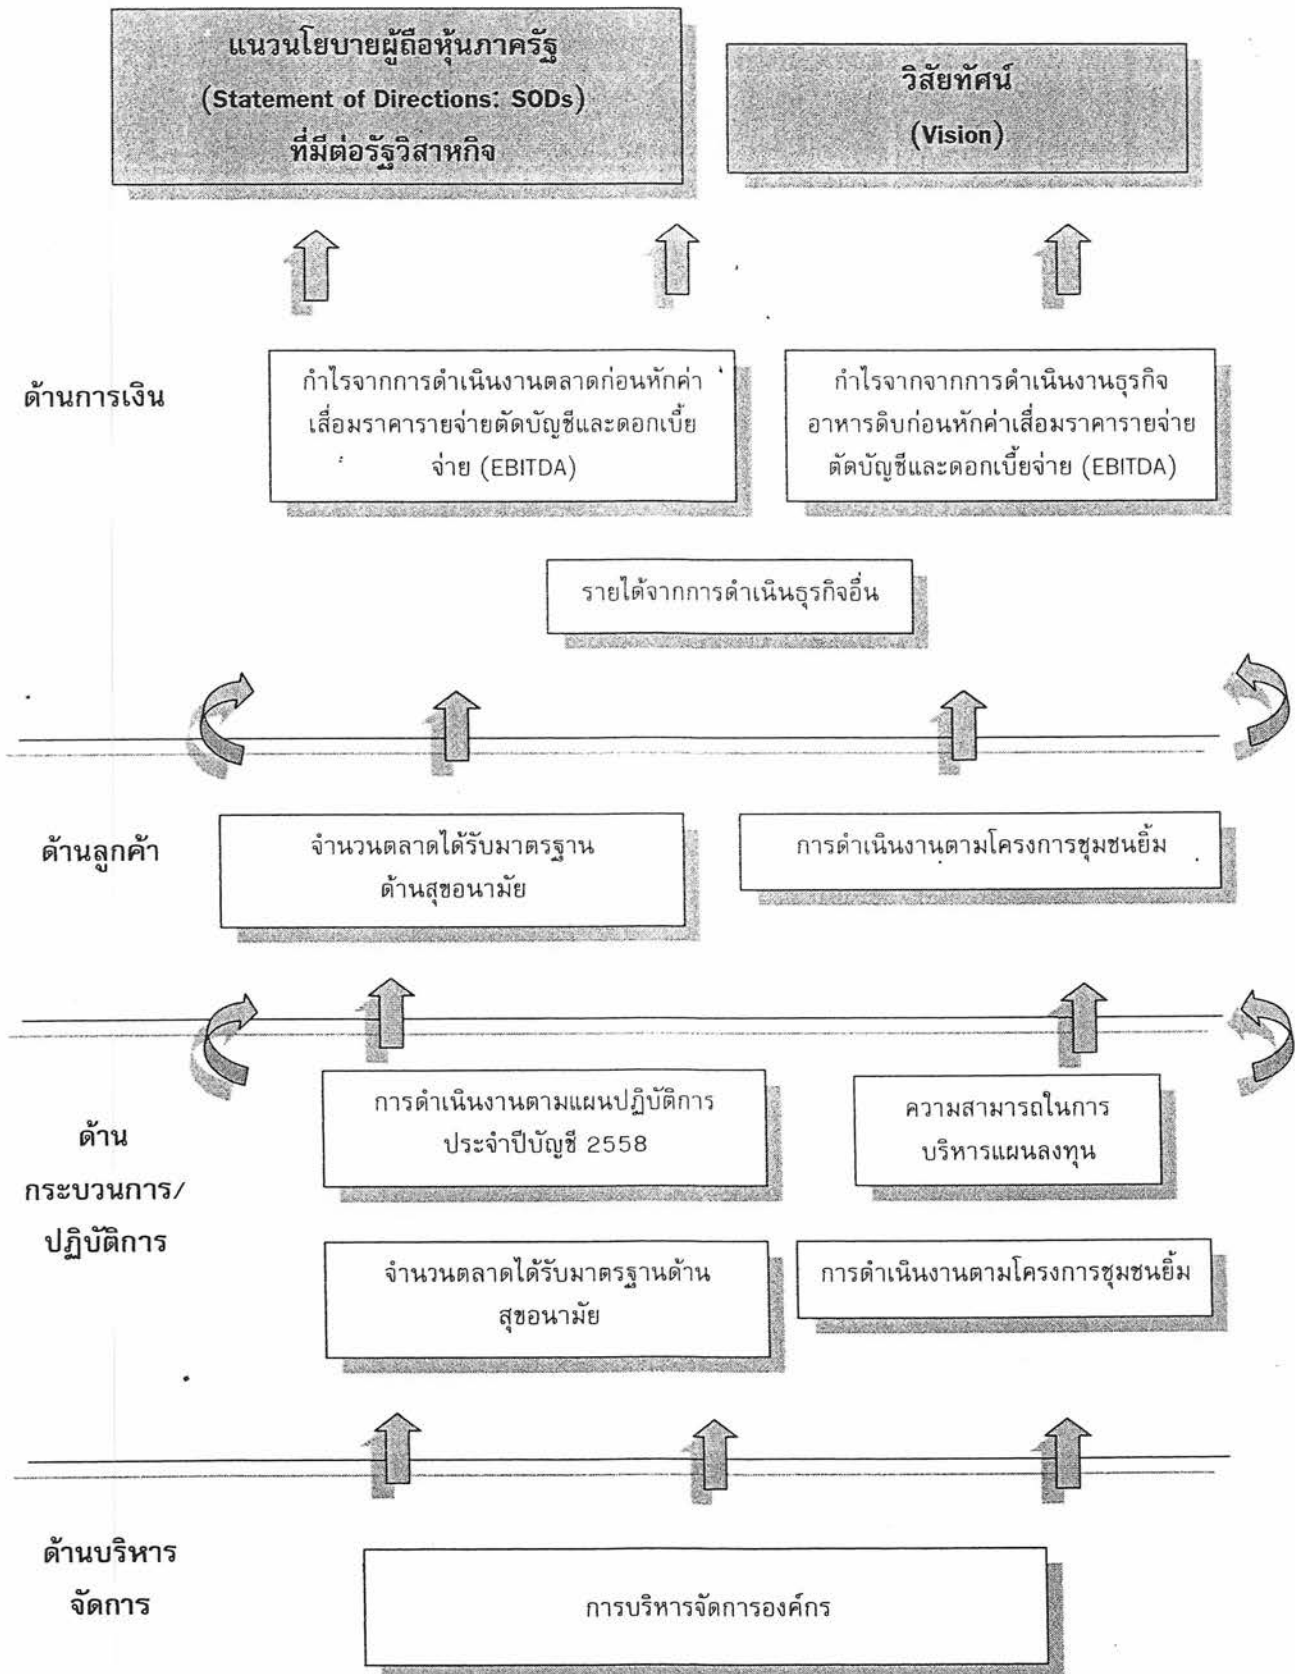 แนวนโยบายผู้ถือหุ้นภาครัฐ
(Statement of Directions: SODs)
ที่มีต่อรัฐวิสาหกิจ
วิสัยทัศน์
(Vision)
ด้านการเงิน
กำไรจากการดำเนินงานตลาดก่อนหักค่า
เสื่อมราคารายจ่ายตัดบัญชีและดอกเบี้ย
จ่าย (EBITDA)
กำไรจากจากการดำเนินงานธุรกิจ
อาหารดิบก่อนหักค่าเสื่อมราคารายจ่าย
ตัดบัญชีและดอกเบี้ยจ่าย (EBITDA)
รายได้จากการดำเนินธุรกิจอื่น
ด้านลูกค้า
จำนวนตลาดได้รับมาตรฐาน
ด้านสุขอนามัย
การดำเนินงานตามโครงการชุมชนยิ้ม
ด้าน
กระบวนการ/
ปฏิบัติการ
การดำเนินงานตามแผนปฏิบัติการ
ประจำปีบัญชี 2558
ความสามารถในการ
บริหารแผนลงทุน
จำนวนตลาดได้รับมาตรฐานด้าน
สุขอนามัย
การดำเนินงานตามโครงการชุมชนยิ้ม
ด้านบริหาร
จัดการ
การบริหารจัดการองค์กร